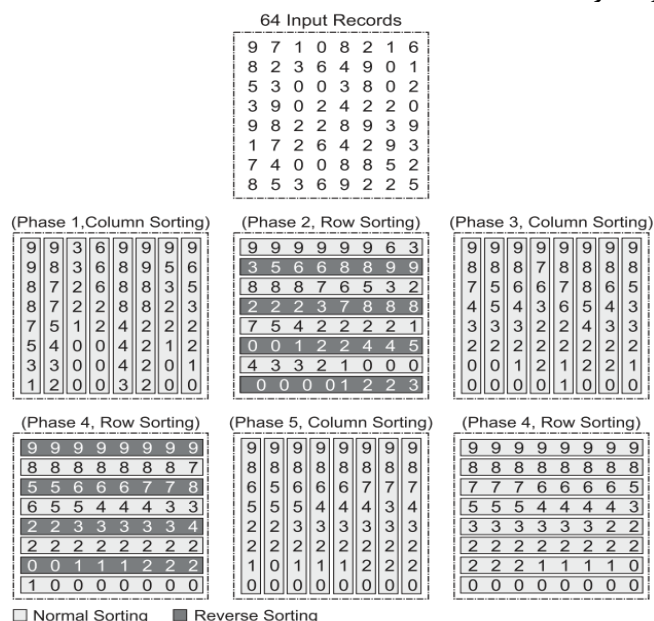 64 Input Records
9 7 1 0 8 2 1 6
8 2 3 6 4 9 0 1
5 3 0 0 3 8 0 2
3 9 0 2 4 2 2 0
9 8 2 2 8 9 3 9
1 7 2 6 4 2 9 3
7 4 0 0 8 8 5 2
8 5 3 6 9 2 2 5
(Phase 1,Column Sorting)
9 9 3 6 9 9 9 9
9 8 3 6 8 9 5 6
8 7 2 6 8 8 3 5
8 7 2 2 8 8 2 3
7 5 1 2 4 2 2 2
5 4 0 0 4 2 1 2
3 3 0 0 4 2 0 1
1 2 0 0 3 2 0 0
(Phase 2, Row Sorting)
9 9 9 9 9 9 6 3
3 5 6 6 8 8 9 9
8 8 8 7 6 5 3 2
2 2 2 3 7 8 8 8
7 5 4 2 2 2 2 1
0 0 1 2 2 4 4 5
4 3 3 2 1 0 0 0
0 0 0 0 1 2 2 3
(Phase 3, Column Sorting)
9 9 9 9 9 9 9 9
8 8 8 7 8 8 8 8
7 5 6 6 7 8 6 5
4 5 4 3 6 5 4 3
3 3 3 2 2 4 3 3
2 2 2 2 2 2 2 2
0 0 1 2 1 2 2 1
0 0 0 0 1 0 0 0
(Phase 4, Row Sorting)
9 9 9 9 9 9 9 9
8 8 8 8 8 8 8 7
5 5 6 6 6 7 7 8
6 5 5 4 4 4 3 3
2 2 3 3 3 3 3 4
2 2 2 2 2 2 2 2
0 0 1 1 1 2 2 2
1 0 0 0 0 0 0 0
(Phase 5, Column Sorting)
9 9 9 9 9 9 9 9
8 8 8 8 8 8 8 8
6 5 6 6 6 7 7 7
5 5 5 4 4 4 3 4
2 2 3 3 3 3 3 3
2 2 2 2 2 2 2 2
1 0 1 1 1 2 2 2
0 0 0 0 0 0 0 0
(Phase 4, Row Sorting)
9 9 9 9 9 9 9 9
8 8 8 8 8 8 8 8
7 7 7 6 6 6 6 5
5 5 5 4 4 4 4 3
3 3 3 3 3 3 2 2
2 2 2 2 2 2 2 2
2 2 2 1 1 1 1 0
0 0 0 0 0 0 0 0
Normal Sorting
Reverse Sorting